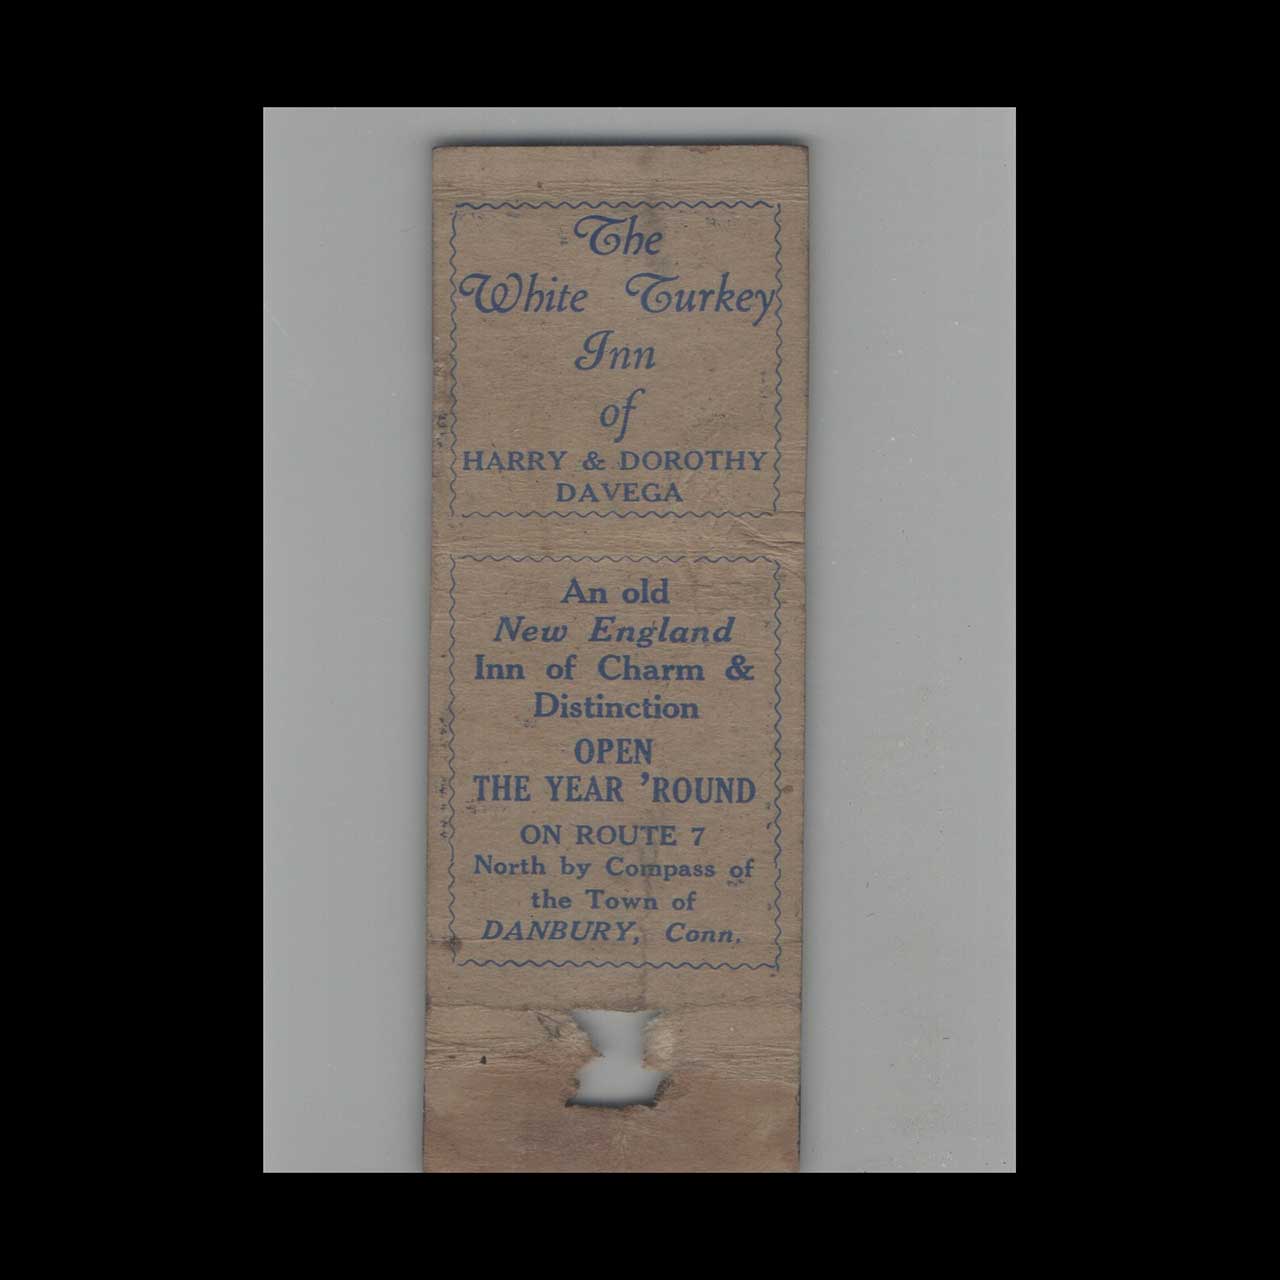 The
White Turkey
Inn
of
HARRY & DOROTHY
DAVEGA
An old
New England
Inn of Charm &
Distinction
OPEN
THE YEAR 'ROUND
ON ROUTE 7
North by Compass of
the Town of
DANBURY, Conn.